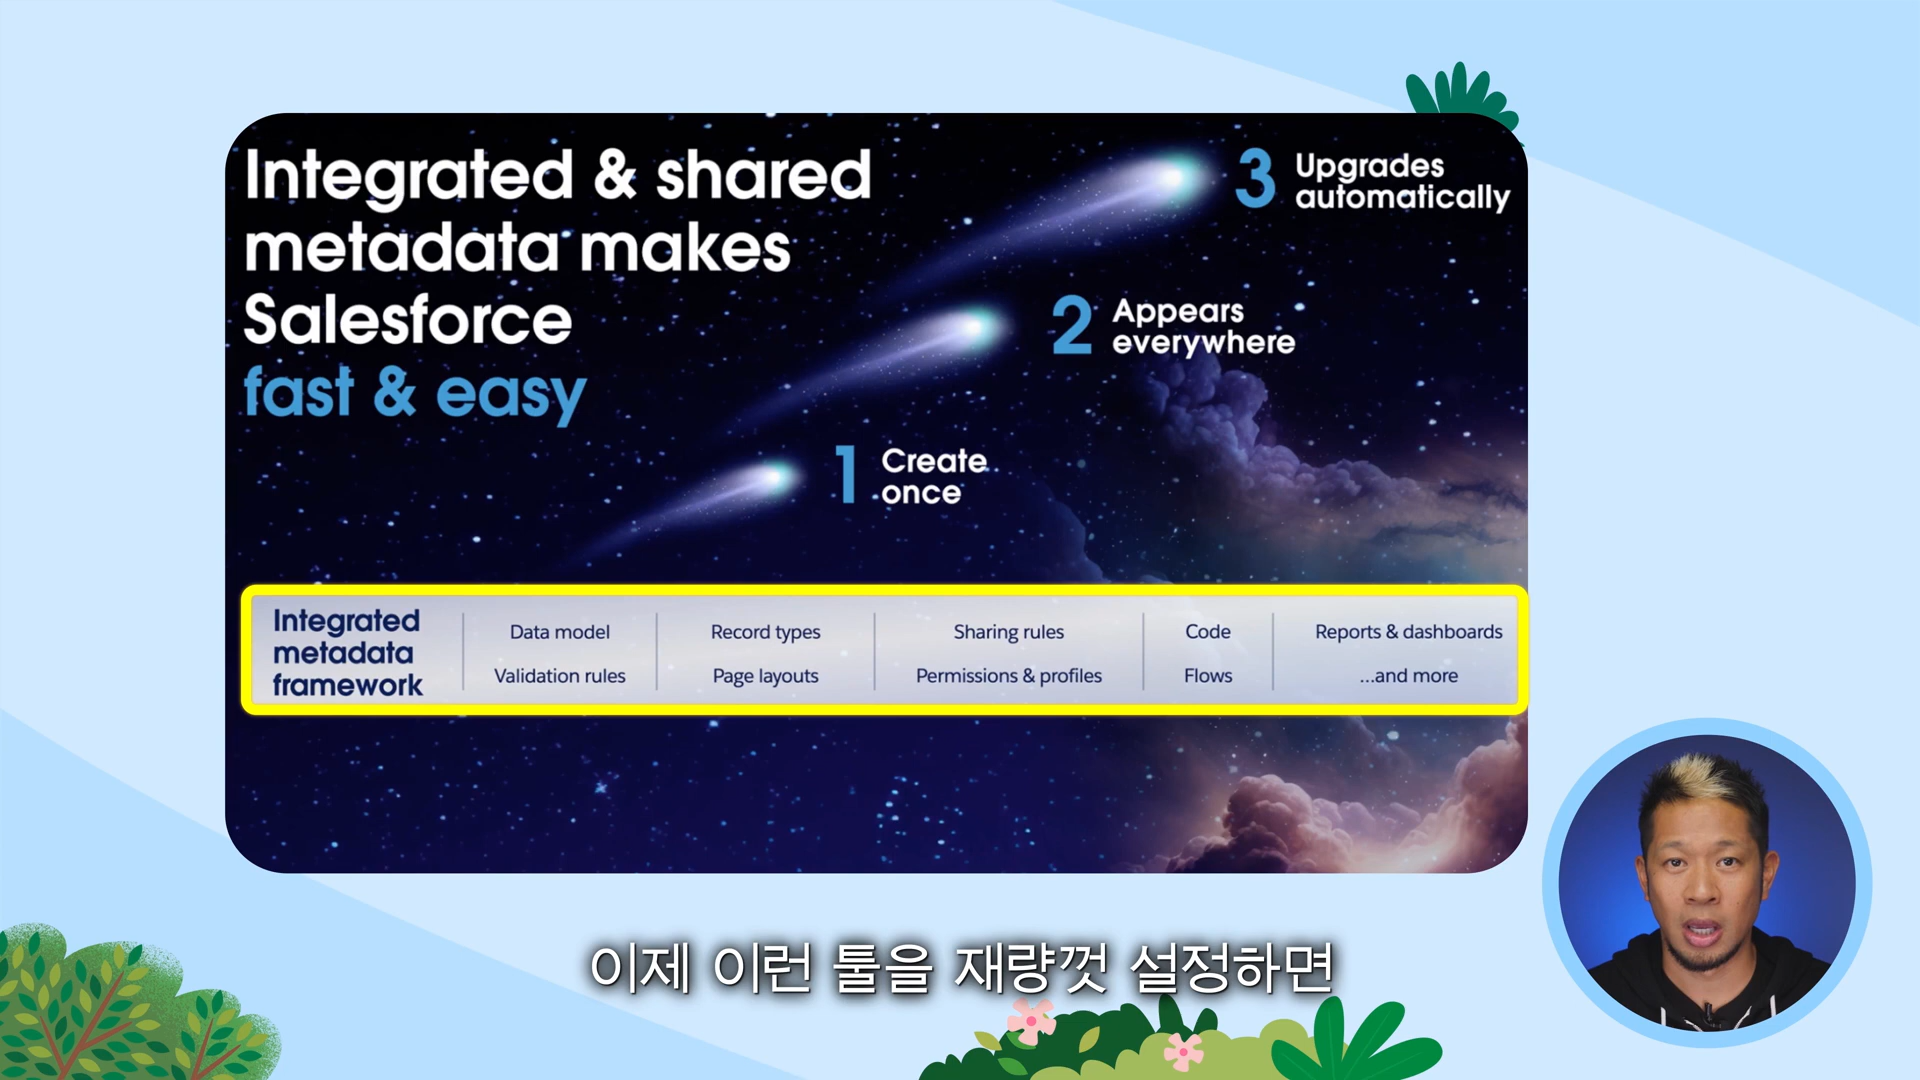 Integrated & shared
metadata makes
Salesforce
fast & easy
3 Upgrades
automatically
2 Appears
everywhere
1 Create
once
Integrated
metadata
framework
Data model
Validation rules
Record types
Page layouts
Sharing rules
Permissions & profiles
Code
Flows
Reports & dashboards
...and more
이제 이런 툴을 재량껏 설정하면